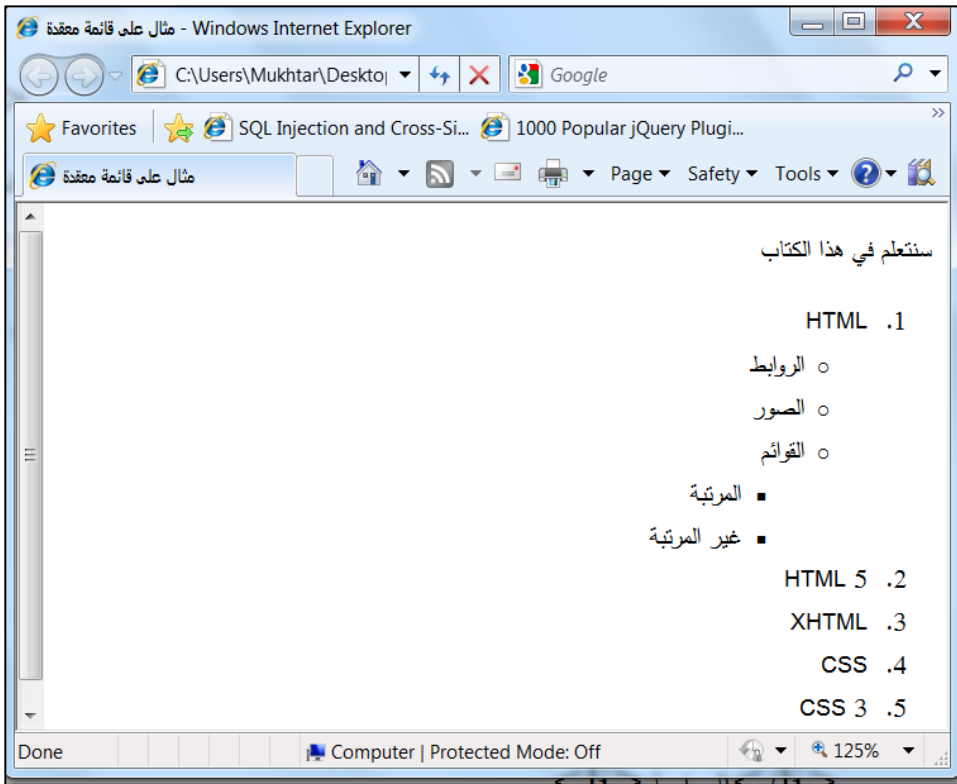 مثال على قائمة معقدة - Windows Internet Explorer
C:\Users\Mukhtar\Desktop
Google
Favorites SQL Injection and Cross-Si... 1000 Popular jQuery Plugi...
مثال على قائمة معقدة Page Safety Tools
سنتعلم في هذا الكتاب
1. HTML
○ الروابط
○ الصور
○ القوائم
▪ المرتبة
▪ غير المرتبة
2. HTML 5
3. XHTML
4. CSS
5. CSS 3
Done Computer | Protected Mode: Off 125%